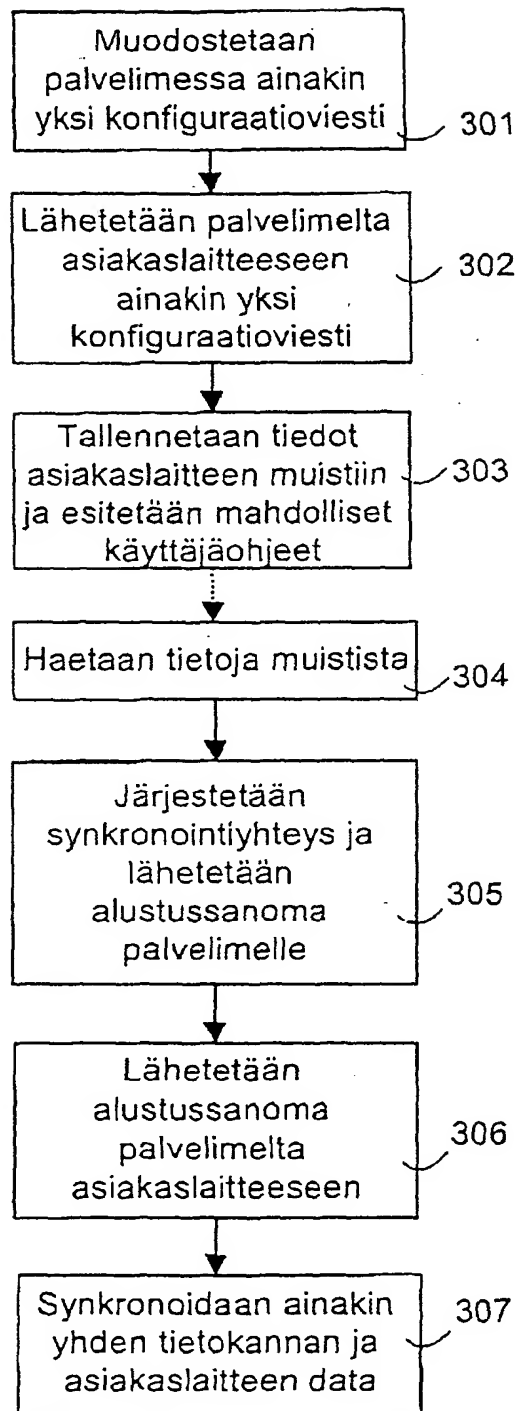 Muodostetaan
palvelimessa ainakin
yksi konfiguraatioviesti
301
Lähetetään palvelimelta
asiakaslaitteeseen
ainakin yksi
konfiguraatioviesti
302
Tallennetaan tiedot
asiakaslaitteen muistiin
ja esitetään mahdolliset
käyttäjäohjeet
303
Haetaan tietoja muistista
304
Järjestetään
synkronointiyhteys ja
lähetetään
alustussanoma
palvelimelle
305
Lähetetään
alustussanoma
palvelimelta
asiakaslaitteeseen
306
Synkronoidaan ainakin
yhden tietokannan ja
asiakaslaitteen data
307